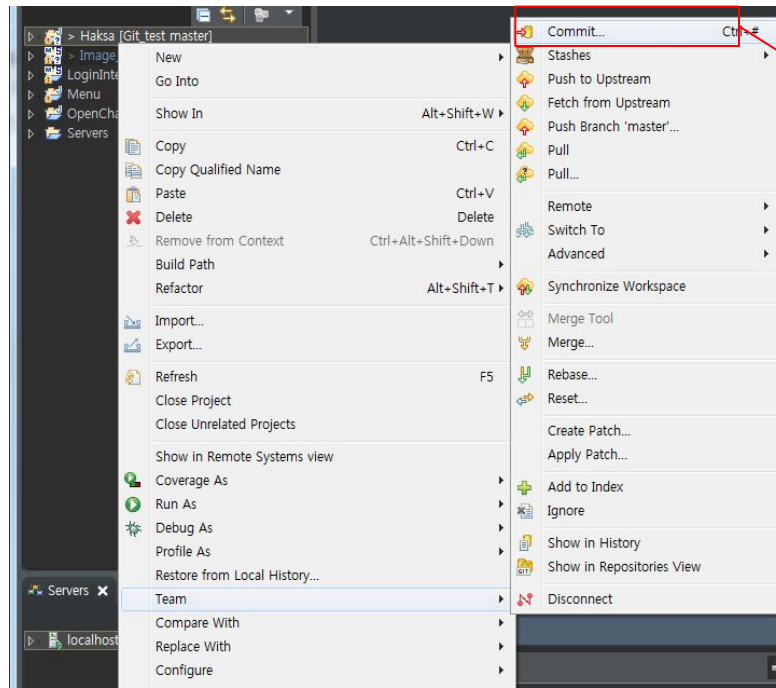 > Haksa [Git_test master]
> Image_
LoginInte
Menu
OpenCha
Servers
Servers
localhost
New
Go Into
Show In Alt+Shift+W
Copy Ctrl+C
Copy Qualified Name
Paste Ctrl+V
Delete Delete
Remove from Context Ctrl+Alt+Shift+Down
Build Path
Refactor Alt+Shift+T
Import...
Export...
Refresh F5
Close Project
Close Unrelated Projects
Show in Remote Systems view
Coverage As
Run As
Debug As
Profile As
Restore from Local History...
Team
Compare With
Replace With
Configure
Commit... Ctrl+#
Stashes
Push to Upstream
Fetch from Upstream
Push Branch 'master'...
Pull
Pull...
Remote
Switch To
Advanced
Synchronize Workspace
Merge Tool
Merge...
Rebase...
Reset...
Create Patch...
Apply Patch...
Add to Index
Ignore
Show in History
Show in Repositories View
Disconnect